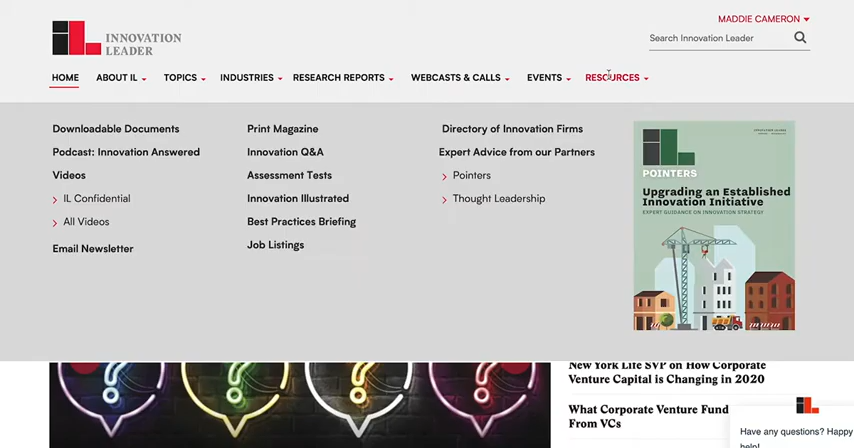 MADDIE CAMERON
INNOVATION
LEADER
Search Innovation Leader
HOME ABOUT IL TOPICS INDUSTRIES RESEARCH REPORTS WEBCASTS & CALLS EVENTS RESOURCES
Downloadable Documents
Podcast: Innovation Answered
Videos
IL Confidential
All Videos
Email Newsletter
Print Magazine
Innovation Q&A
Assessment Tests
Innovation Illustrated
Best Practices Briefing
Job Listings
Directory of Innovation Firms
Expert Advice from our Partners
Pointers
Thought Leadership
POINTERS
Upgrading an Established
Innovation Initiative
EXPERT GUIDANCE ON INNOVATION STRATEGY
New York Life SVP on How Corporate
Venture Capital is Changing in 2020
What Corporate Venture Fund
From VCs
Have any questions? Happy
help!